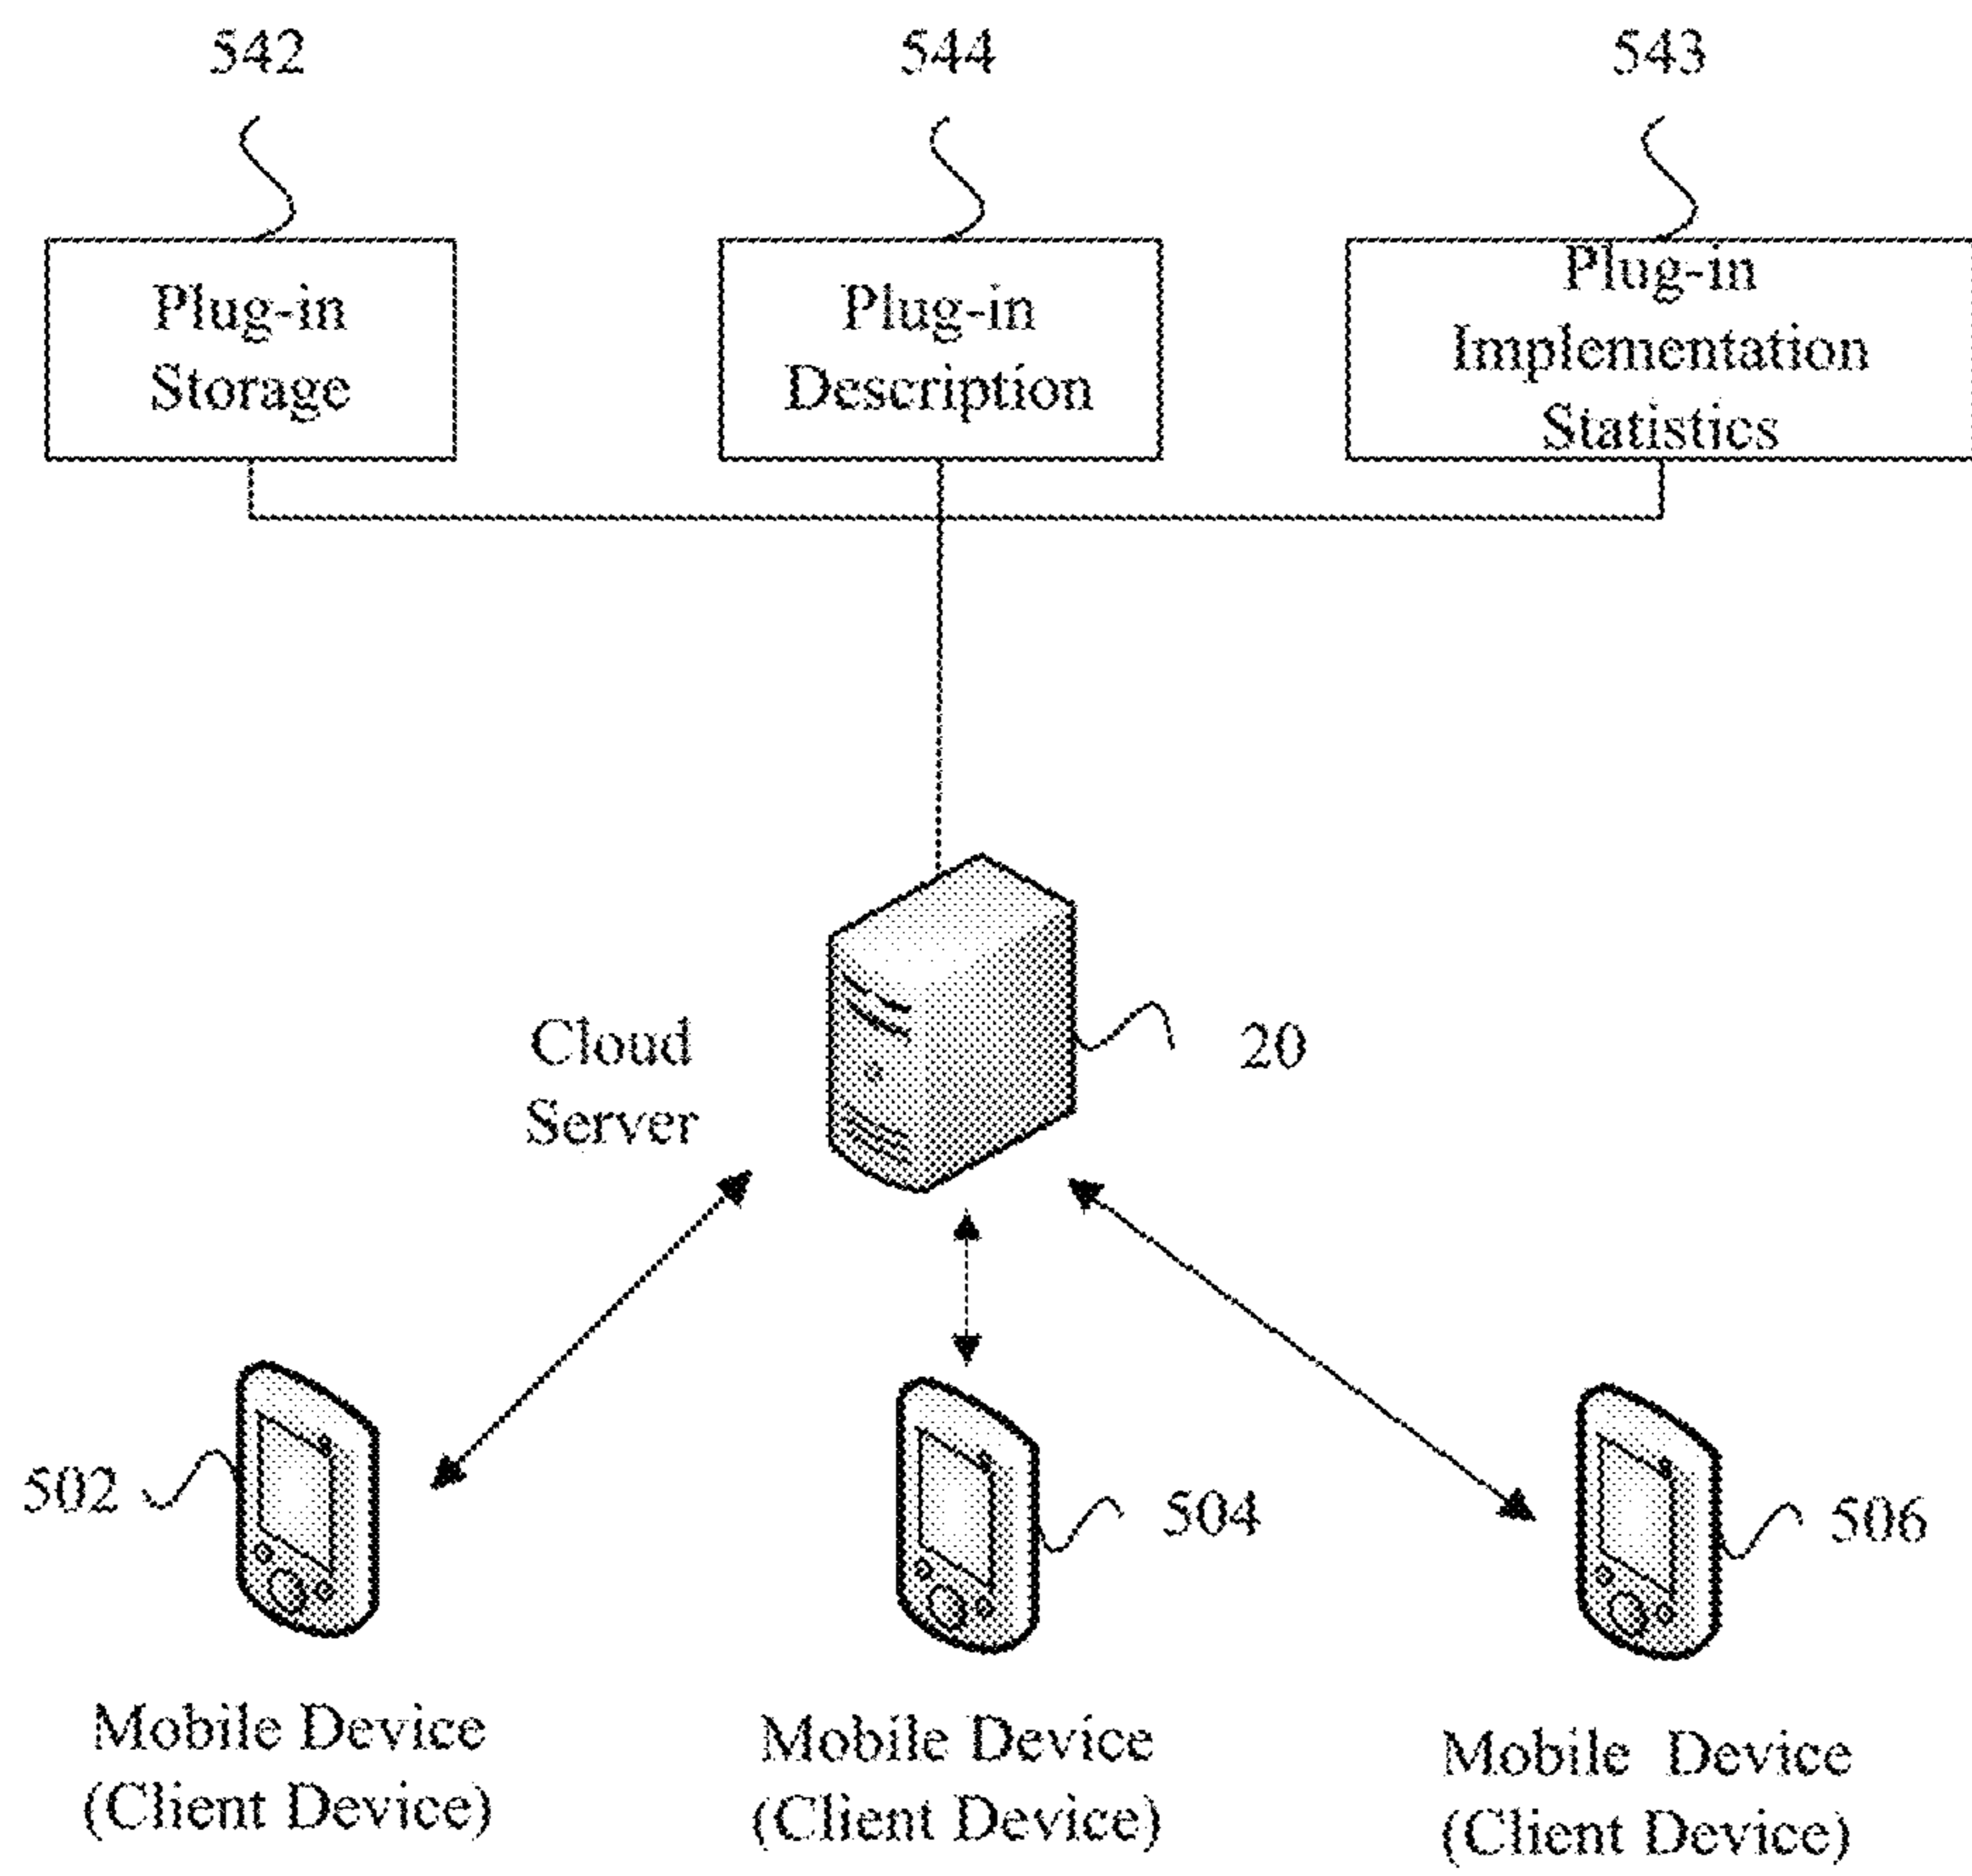 542
544
543
Plug-in
Storage
Plug-in
Description
Plug-in
Implementation
Statistics
Cloud
Server
20
502
504
506
Mobile Device
(Client Device)
Mobile Device
(Client Device)
Mobile Device
(Client Device)